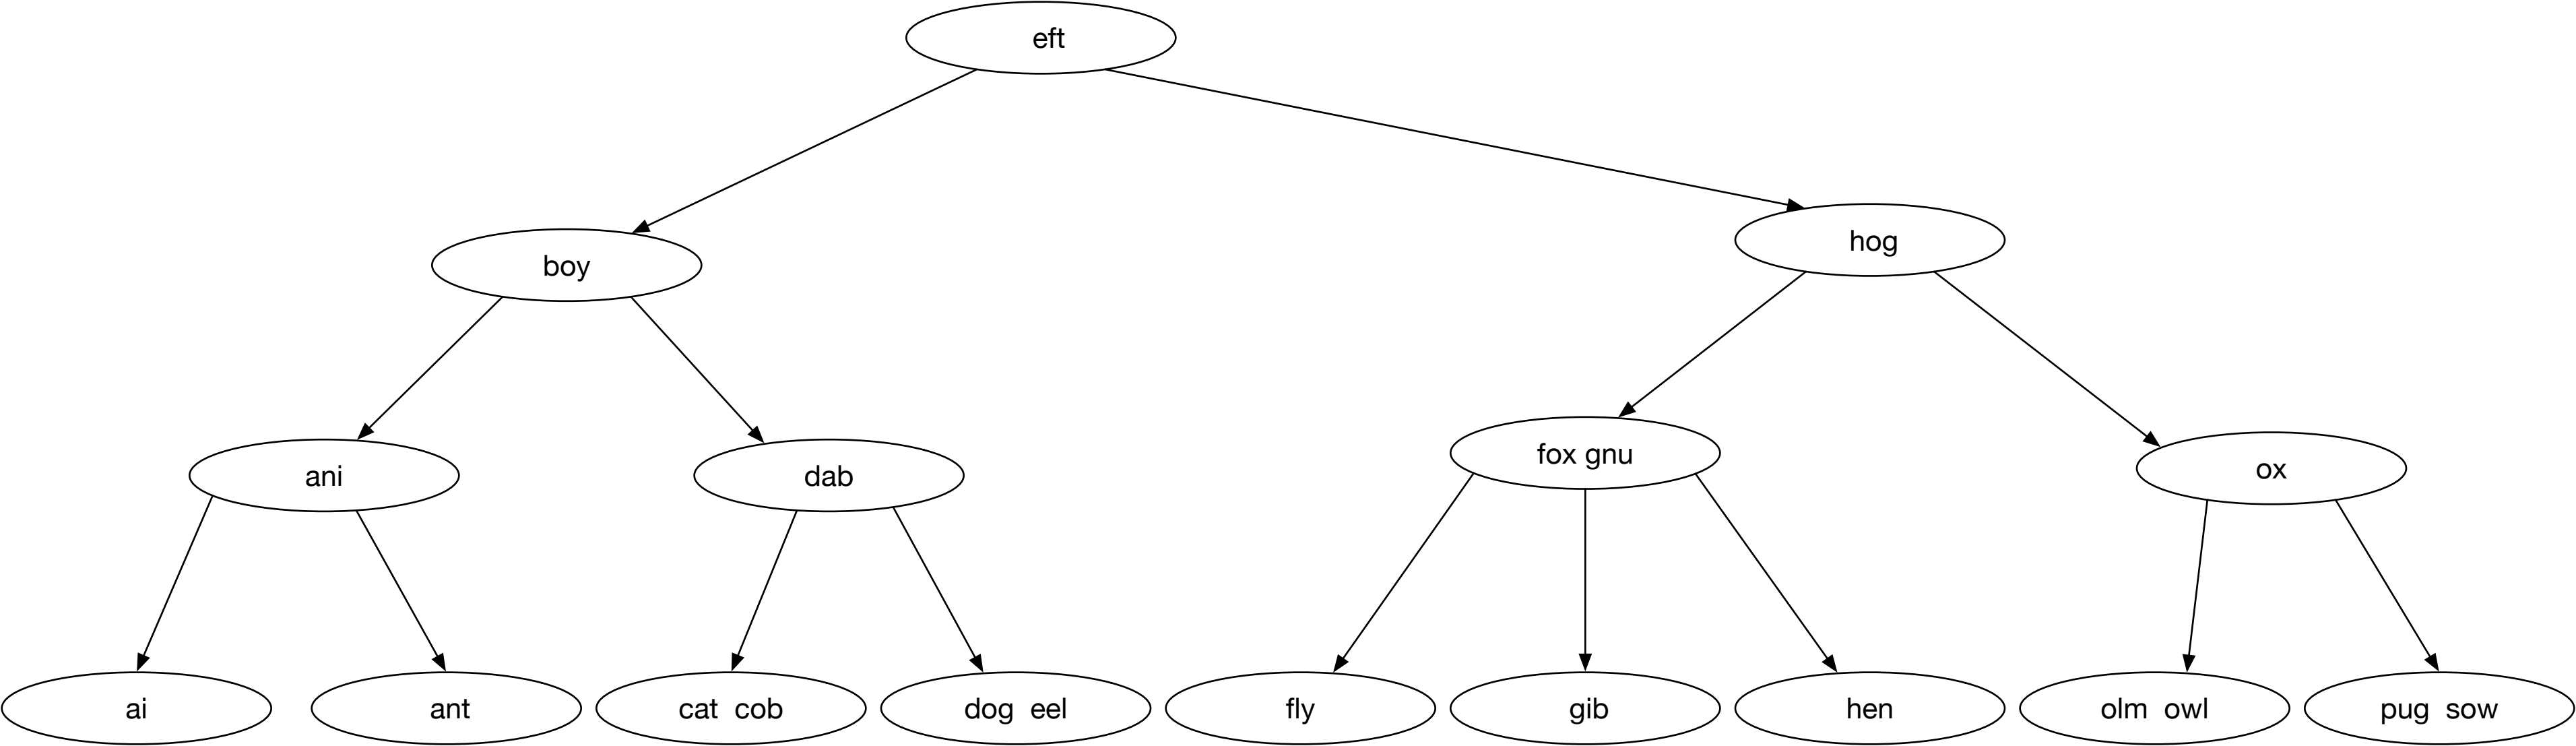 eft
boy
hog
ani
dab
fox gnu
ox
ai
ant
cat cob
dog eel
fly
gib
hen
olm owl
pug sow